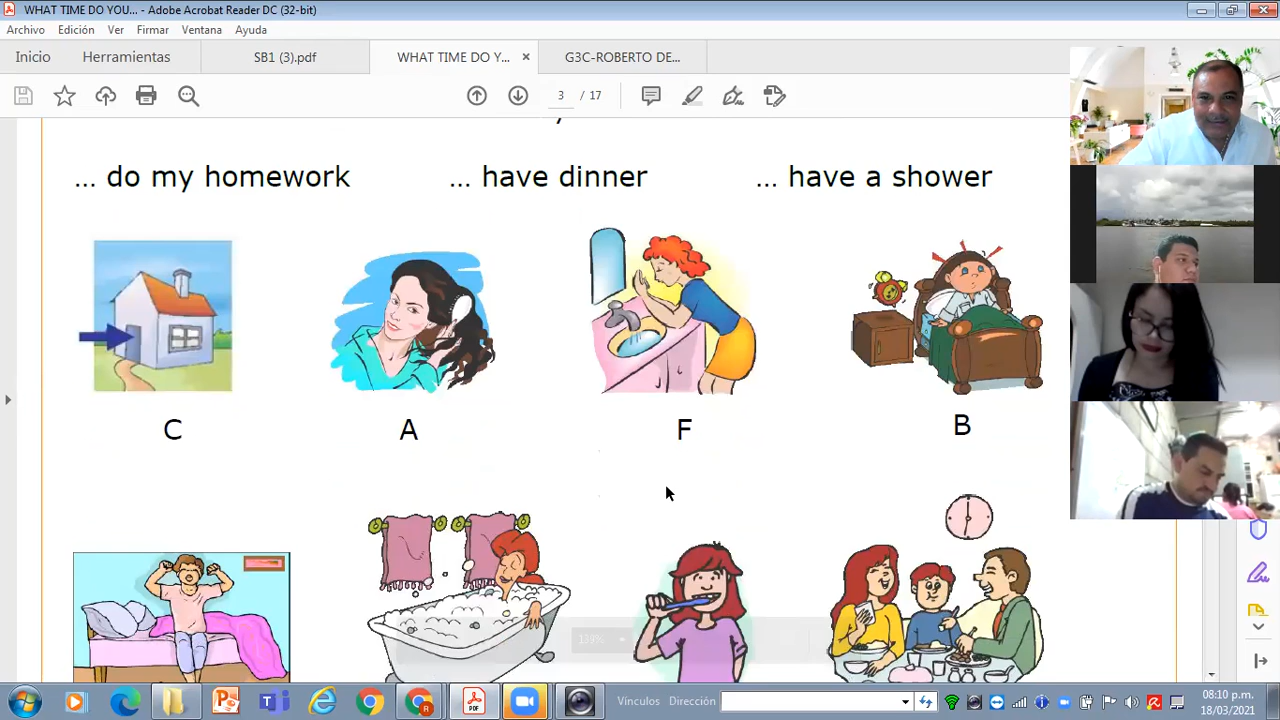 WHAT TIME DO YOU... - Adobe Acrobat Reader DC (32-bit)
Archivo Edición Ver Firmar Ventana Ayuda
Inicio Herramientas SB1 (3).pdf WHAT TIME DO Y... × G3C-ROBERTO DE...
3 / 17
... do my homework ... have dinner ... have a shower
C A F B
Vínculos Dirección
08:10 p.m.
18/03/2021